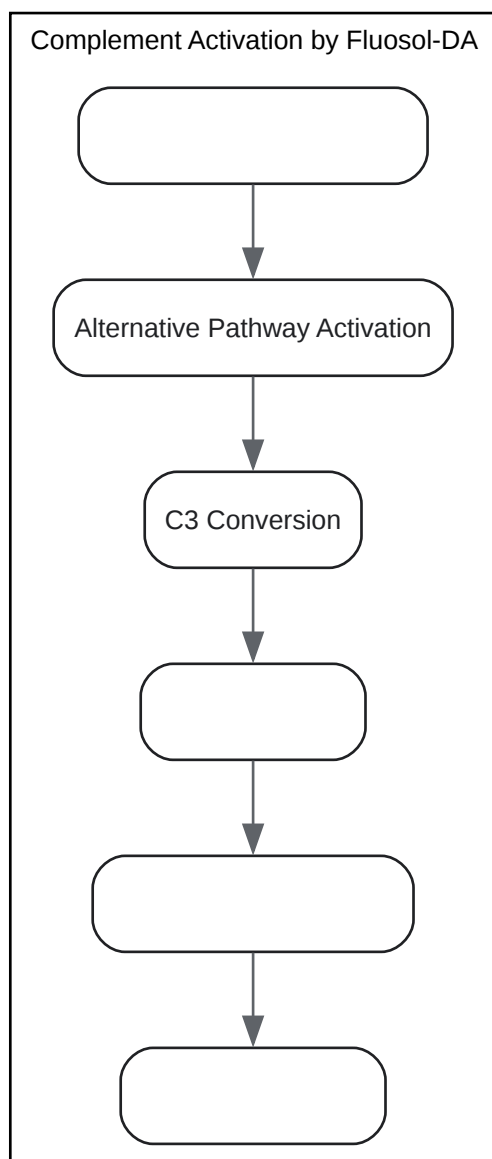 Complement Activation by Fluosol-DA
Alternative Pathway Activation
C3 Conversion